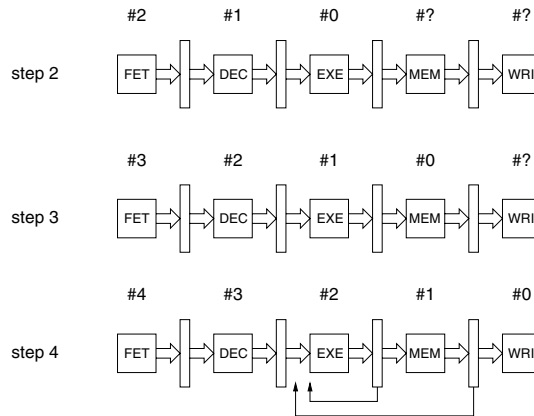 #2 #1 #0 #? #?
step 2 FET DEC EXE MEM WRI
#3 #2 #1 #0 #?
step 3 FET DEC EXE MEM WRI
#4 #3 #2 #1 #0
step 4 FET DEC EXE MEM WRI